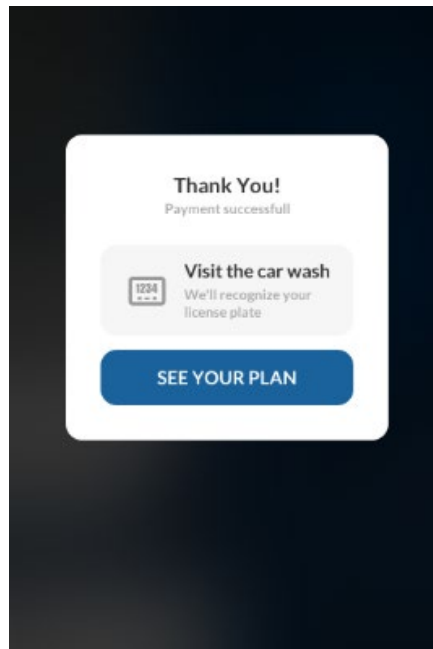 Thank You!
Payment successfull
1234
Visit the car wash
We'll recognize your
license plate
SEE YOUR PLAN